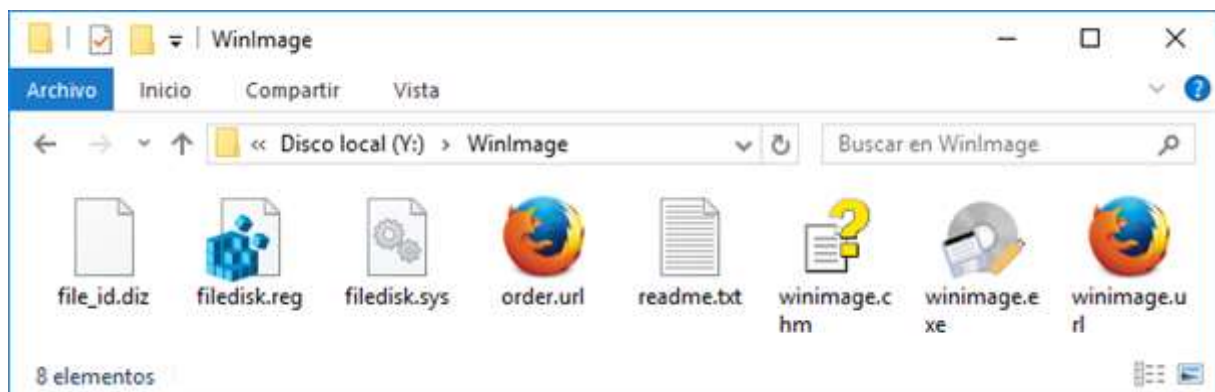 WinImage
Archivo Inicio Compartir Vista
« Disco local (Y:) › WinImage Buscar en WinImage
file_id.diz filedisk.reg filedisk.sys order.url readme.txt winimage.c winimage.e winimage.u
hm xe rl
8 elementos